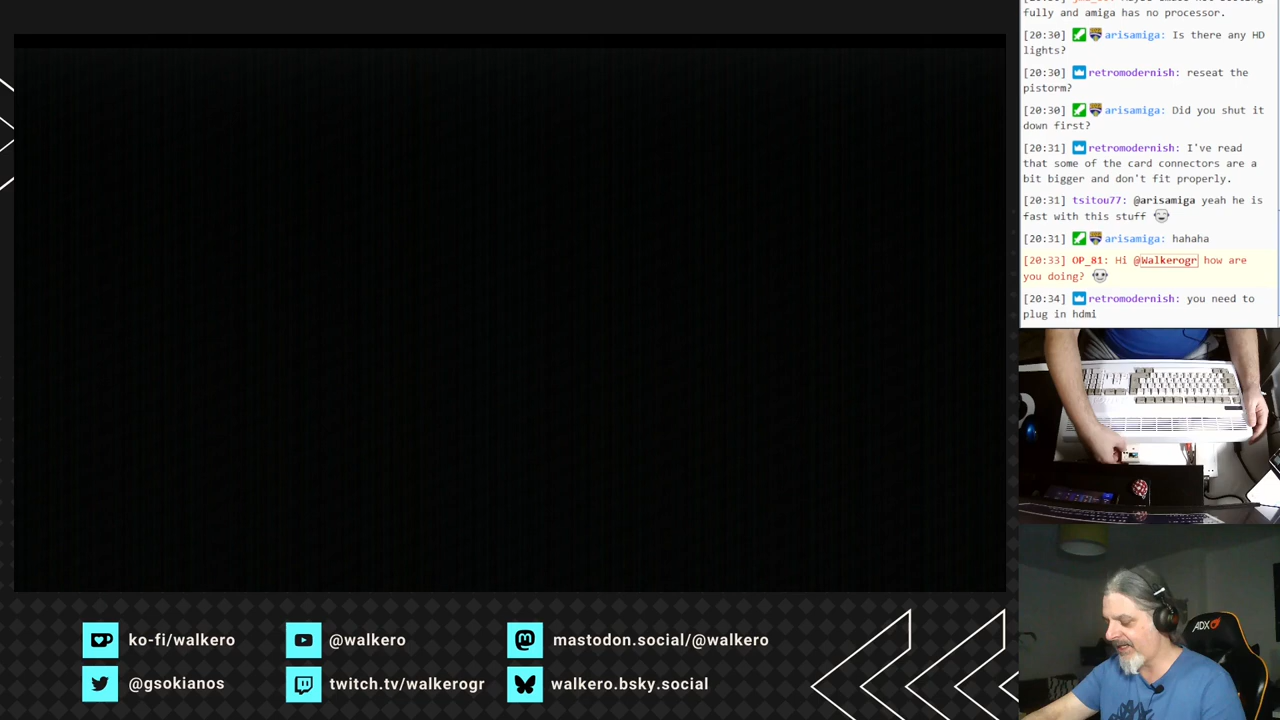 fully and amiga has no processor.
[20:30] arisamiga: Is there any HD
lights?
[20:30] retromodernish: reseat the
pistorm?
[20:30] arisamiga: Did you shut it
down first?
[20:31] retromodernish: I've read
that some of the card connectors are a
bit bigger and don't fit properly.
[20:31] tsitou77: @arisamiga yeah he is
fast with this stuff
[20:31] arisamiga: hahaha
[20:33] OP_81: Hi @Walkerogr how are
you doing?
[20:34] retromodernish: you need to
plug in hdmi
ko-fi/walkero
@walkero
mastodon.social/@walkero
@gsokianos
twitch.tv/walkerogr
walkero.bsky.social
ADX